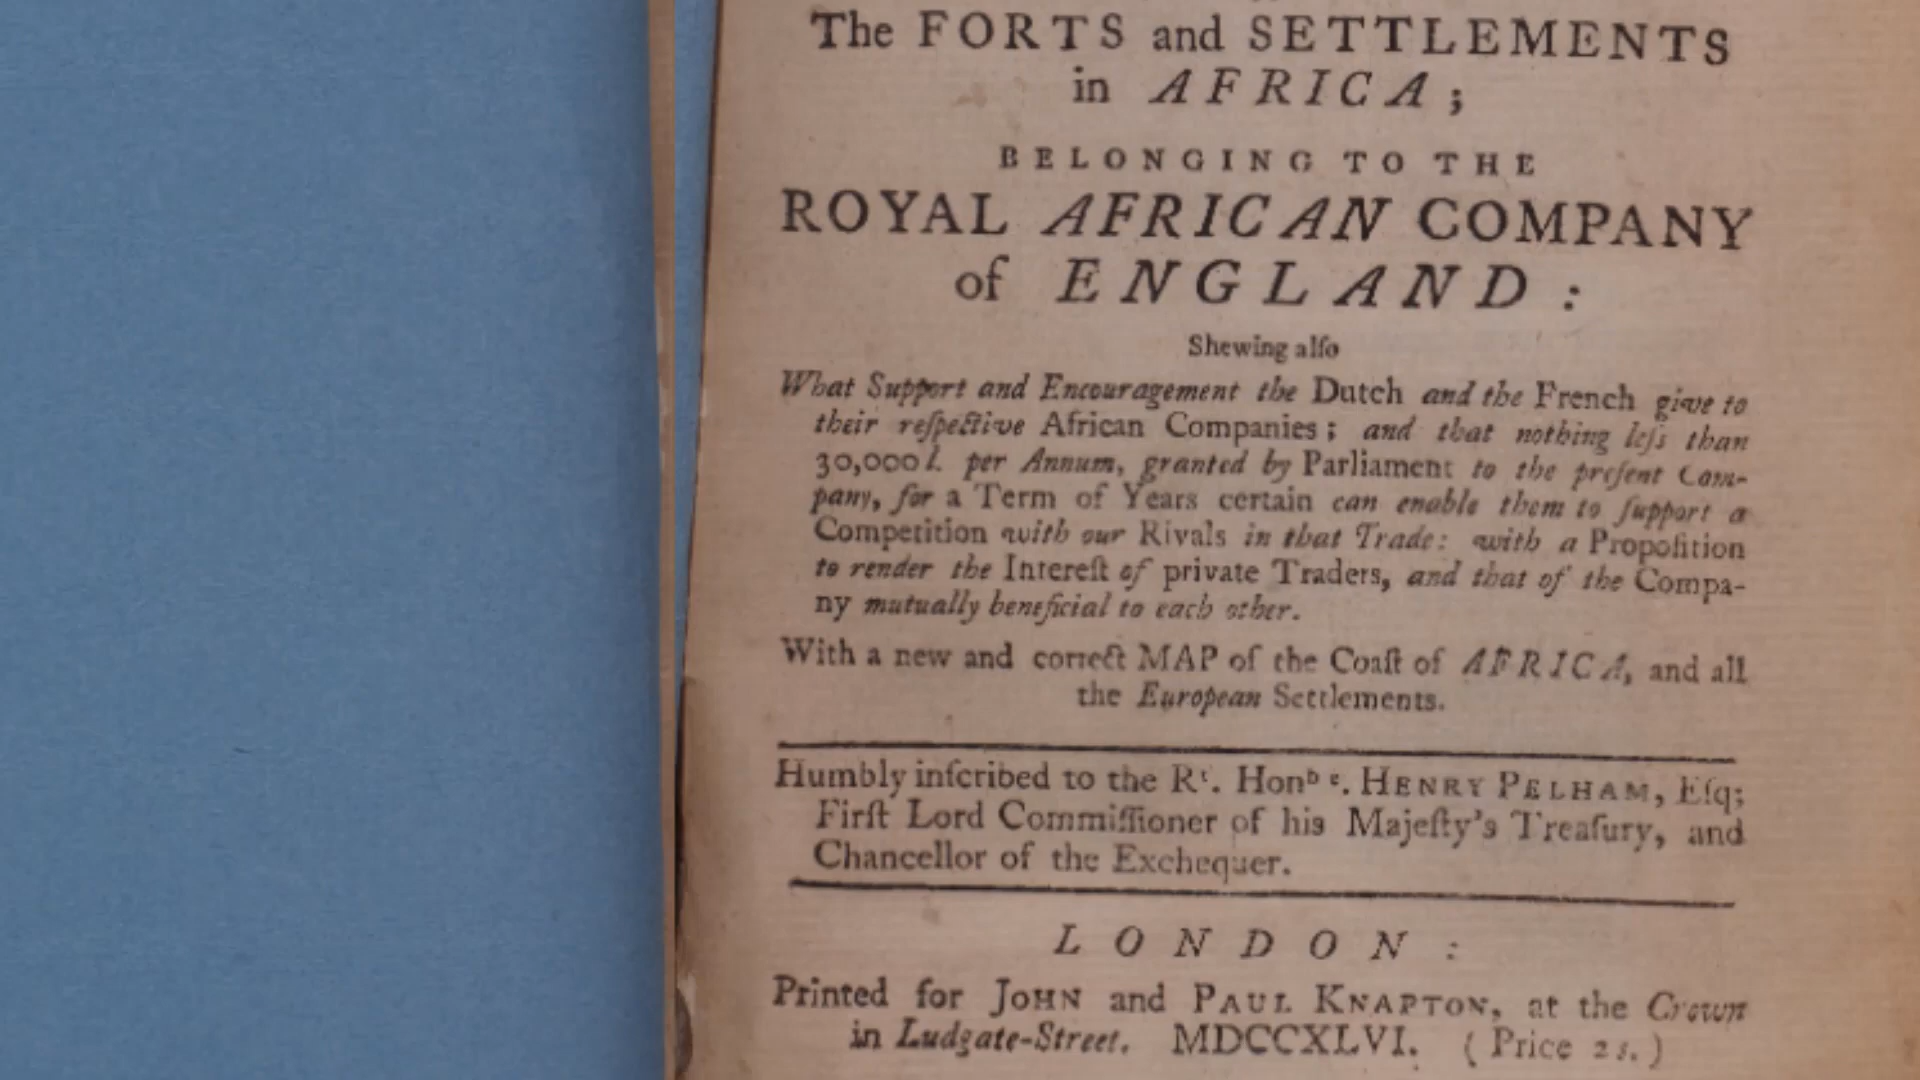 The FORTS and SETTLEMENTS
in AFRICA;
BELONGING TO THE
ROYAL AFRICAN COMPANY
of ENGLAND:
Shewing alſo
What Support and Encouragement the Dutch and the French give to
their reſpective African Companies; and that nothing leſs than
30,000 l. per Annum, granted by Parliament to the preſent Com-
pany, for a Term of Years certain can enable them to ſupport a
Competition with our Rivals in that Trade: with a Propoſition
to render the Intereſt of private Traders, and that of the Compa-
ny mutually beneficial to each other.
With a new and correct MAP of the Coaſt of AFRICA, and all
the European Settlements.
Humbly inſcribed to the Rᵗ. Honᵇ ᵉ. HENRY PELHAM, Eſq;
Firſt Lord Commiſſioner of his Majeſty's Treaſury, and
Chancellor of the Exchequer.
LONDON:
Printed for JOHN and PAUL KNAPTON, at the Crown
in Ludgate-Street. MDCCXLVI. (Price 2 s.)